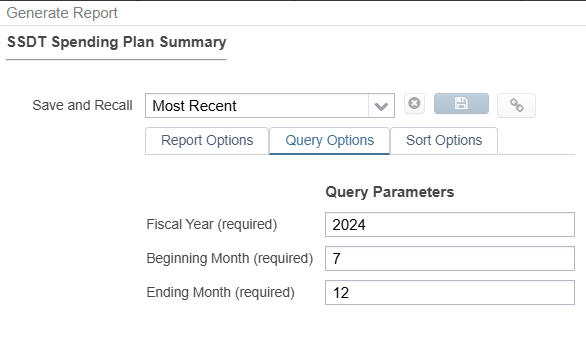 Generate Report
SSDT Spending Plan Summary
Save and Recall Most Recent
Report Options Query Options Sort Options
Query Parameters
Fiscal Year (required) 2024
Beginning Month (required) 7
Ending Month (required) 12